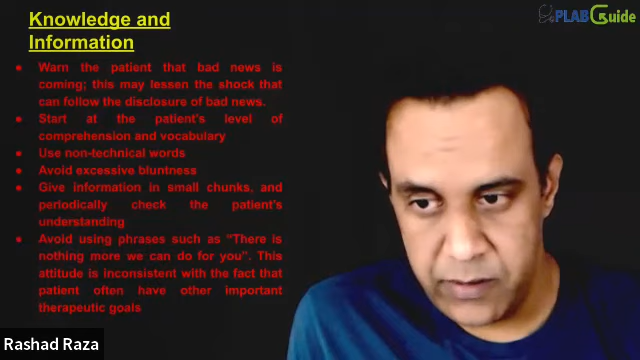 Knowledge and
Information
PLAB Guide
● Warn the patient that bad news is
coming; this may lessen the shock that
can follow the disclosure of bad news.
● Start at the patient's level of
comprehension and vocabulary
● Use non-technical words
● Avoid excessive bluntness
● Give information in small chunks, and
periodically check the patient's
understanding
● Avoid using phrases such as "There is
nothing more we can do for you". This
attitude is inconsistent with the fact that
patient often have other important
therapeutic goals
Rashad Raza